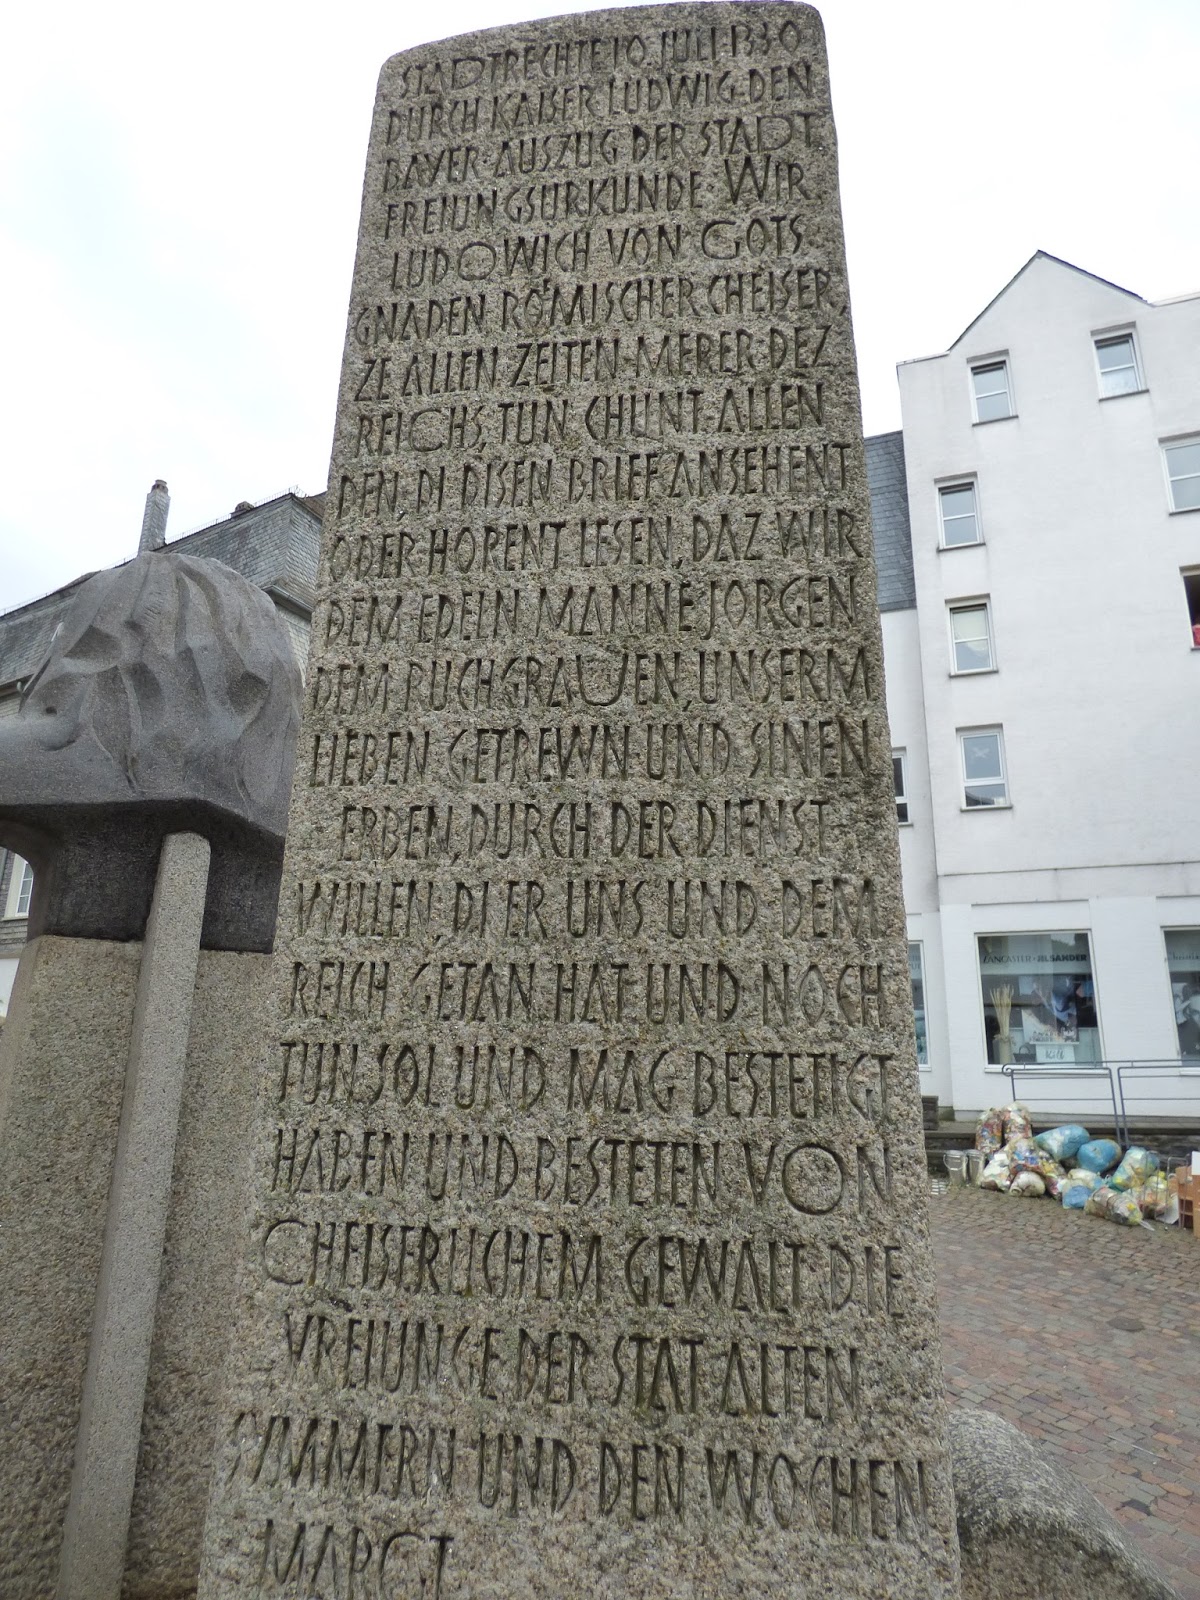 STADTRECHTE 10. JULI 1330
DURCH KAISER LUDWIG DEN
BAYER. AUSZUG DER STADT
FREIUNGSURKUNDE. WIR
LUDOWICH VON GOTS
GNADEN RÖMISCHER CHEISER,
ZE ALLEN ZEITEN MERER DEZ
REICHS, TUN CHUNT ALLEN
DEN, DI DISEN BRIEF ANSEHENT
ODER HORENT LESEN, DAZ WIR
DEM EDELN MANNE JORGEN
DEM RUCHGRAUEN, UNSERM
LIEBEN GETREWN UND SINEN
ERBEN, DURCH DER DIENST
WILLEN, DI ER UNS UND DEM
REICH GETAN HAT UND NOCH
TUN SOL UND MAG BESTETIGT
HABEN UND BESTETEN VON
CHEISERLICHEM GEWALT DIE
VREIUNGE DER STAT ALTEN
SYMMERN UND DEN WOCHEN
MARCT
LANCASTER · JIL SANDER